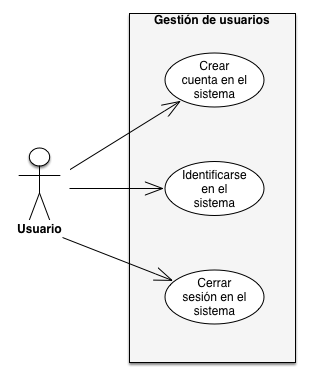 Gestión de usuarios
Crear
cuenta en el
sistema
Identificarse
en el
sistema
Usuario
Cerrar
sesión en el
sistema